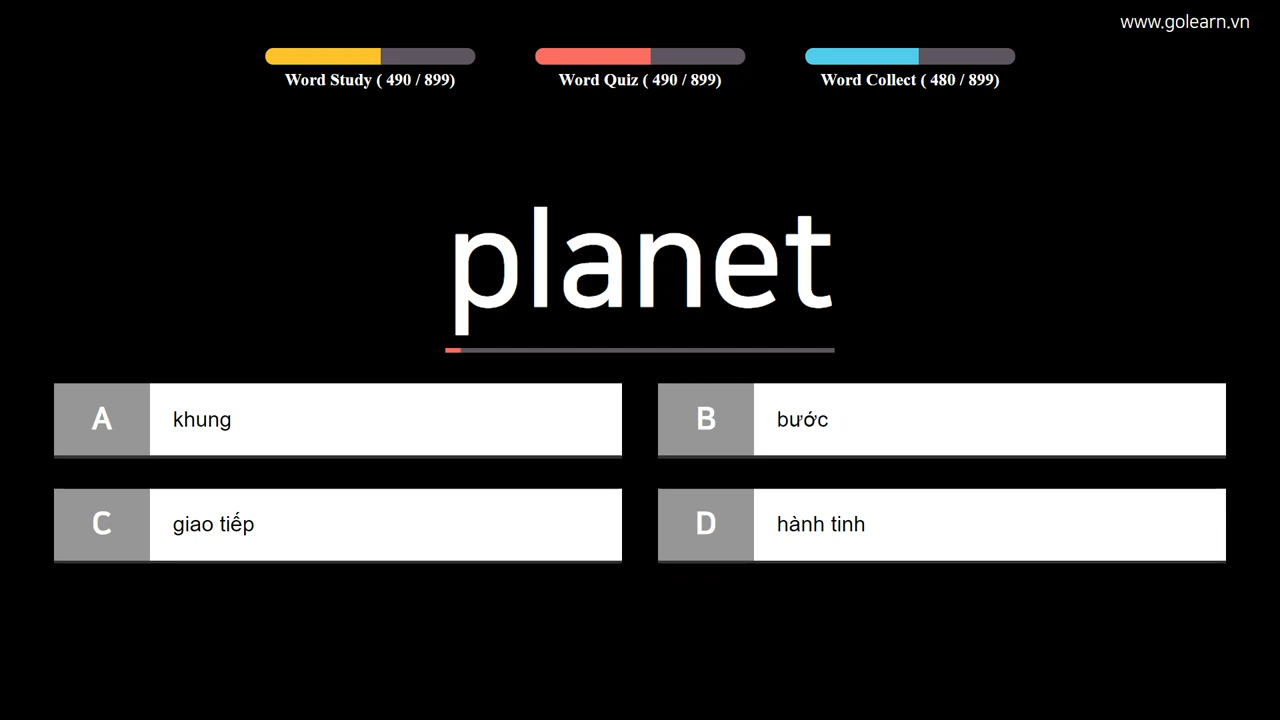 www.golearn.vn
Word Study ( 490 / 899)
Word Quiz ( 490 / 899)
Word Collect ( 480 / 899)
planet
A khung
B bước
C giao tiếp
D hành tinh